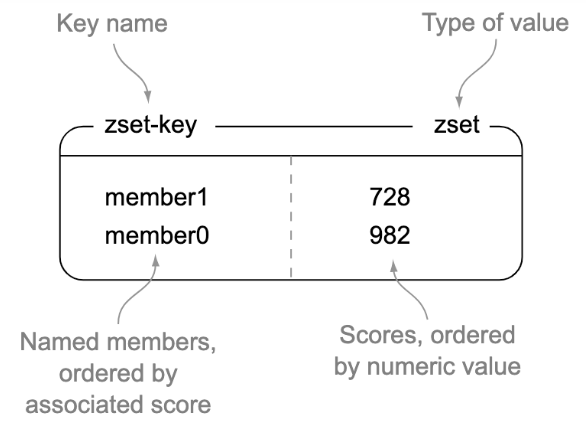 Key name
Type of value
zset-key
zset
member1 728
member0 982
Named members,
ordered by
associated score
Scores, ordered
by numeric value